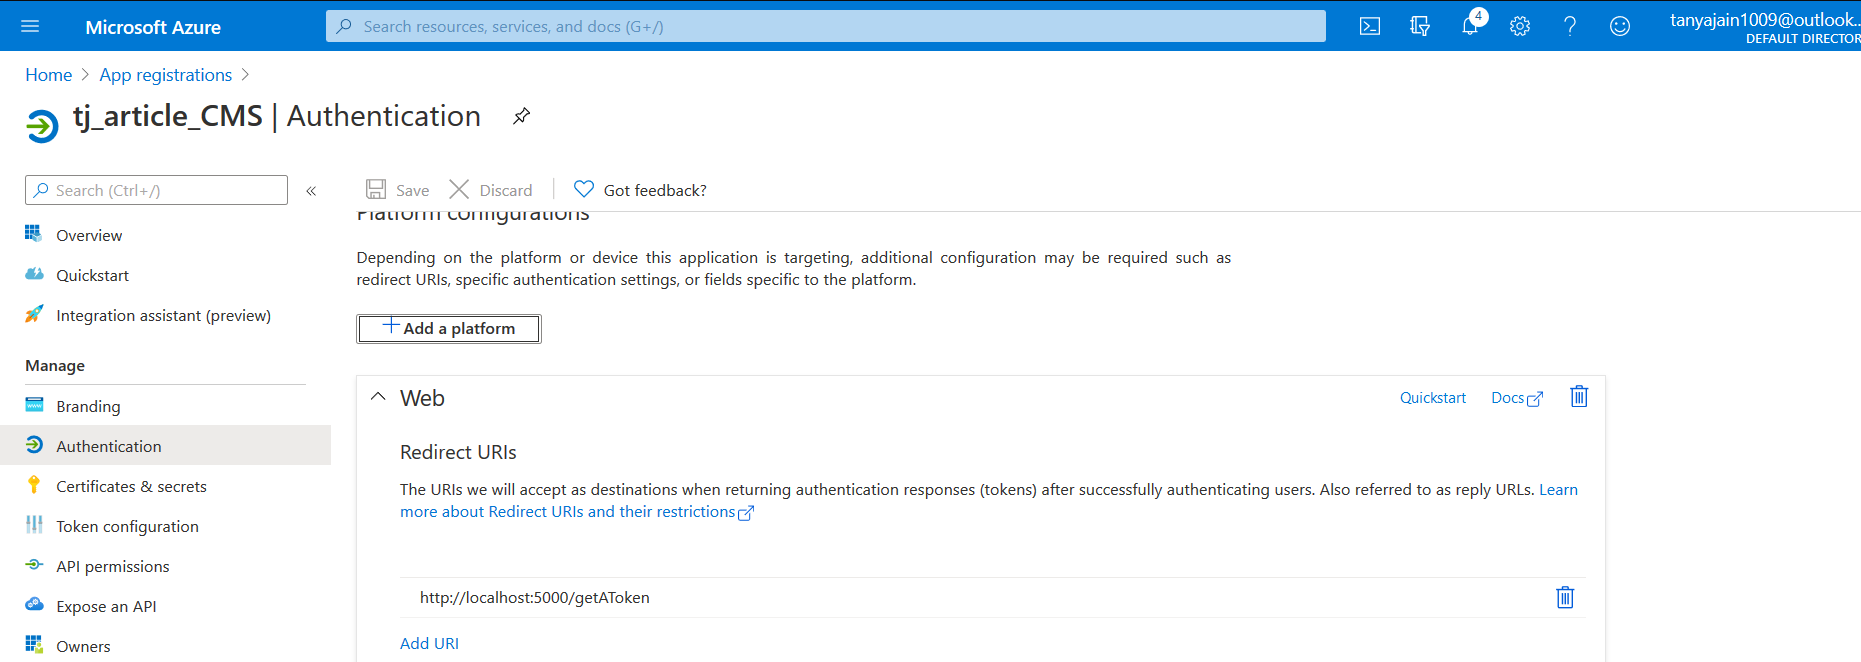 Microsoft Azure
Search resources, services, and docs (G+/)
4
tanyajain1009@outlook...
DEFAULT DIRECTOR
Home > App registrations >
tj_article_CMS | Authentication
Search (Ctrl+/)
«
Save
Discard
Got feedback?
Overview
Quickstart
Integration assistant (preview)
Manage
Branding
Authentication
Certificates & secrets
Token configuration
API permissions
Expose an API
Owners
Platform configurations
Depending on the platform or device this application is targeting, additional configuration may be required such as
redirect URIs, specific authentication settings, or fields specific to the platform.
+ Add a platform
Web
Quickstart
Docs
Redirect URIs
The URIs we will accept as destinations when returning authentication responses (tokens) after successfully authenticating users. Also referred to as reply URLs. Learn
more about Redirect URIs and their restrictions
http://localhost:5000/getAToken
Add URI